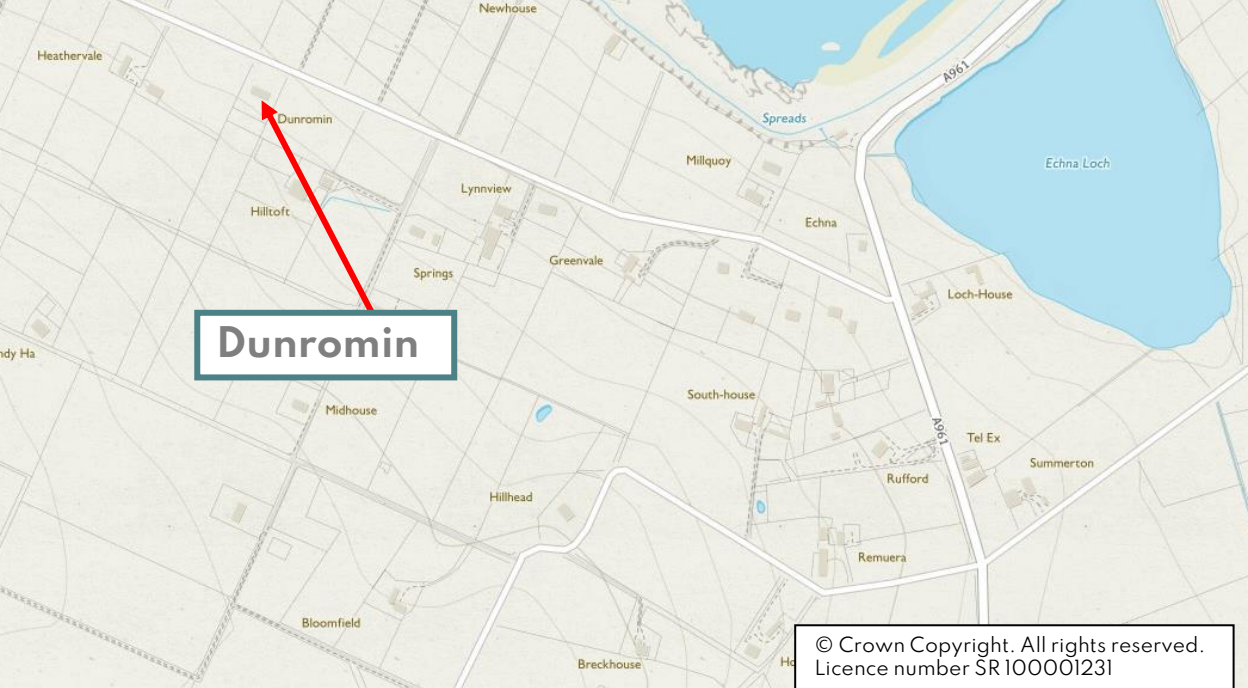 Newhouse
Heathervale
A961
Dunromin
Spreads
Millquoy
Echna Loch
Lynnview
Hilltoft
Echna
Greenvale
Springs
Loch-House
Dunromin
ndy Ha
South-house
Midhouse
A961
Tel Ex
Summerton
Rufford
Hillhead
Remuera
Bloomfield
Breckhouse
Ho
© Crown Copyright. All rights reserved.
Licence number SR 100001231